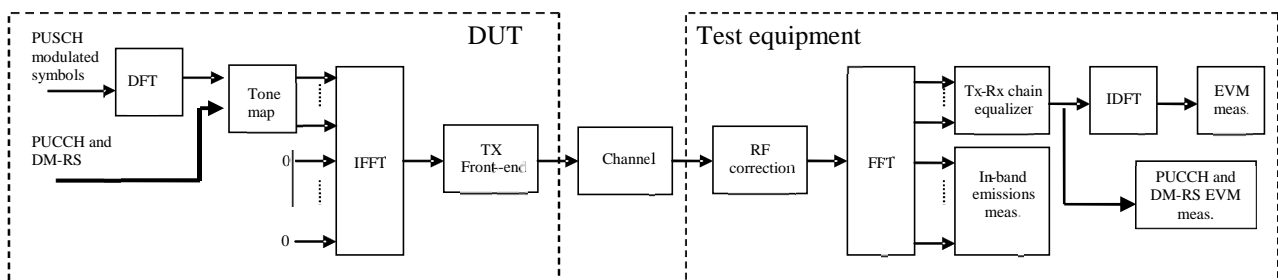 DUT
Test equipment
PUSCH
modulated
symbols
DFT
Tone
map
PUCCH and
DM-RS
0
0
IFFT
TX
Front-end
Channel
RF
correction
FFT
Tx-Rx chain
equalizer
IDFT
EVM
meas.
In-band
emissions
meas.
PUCCH and
DM-RS EVM
meas.